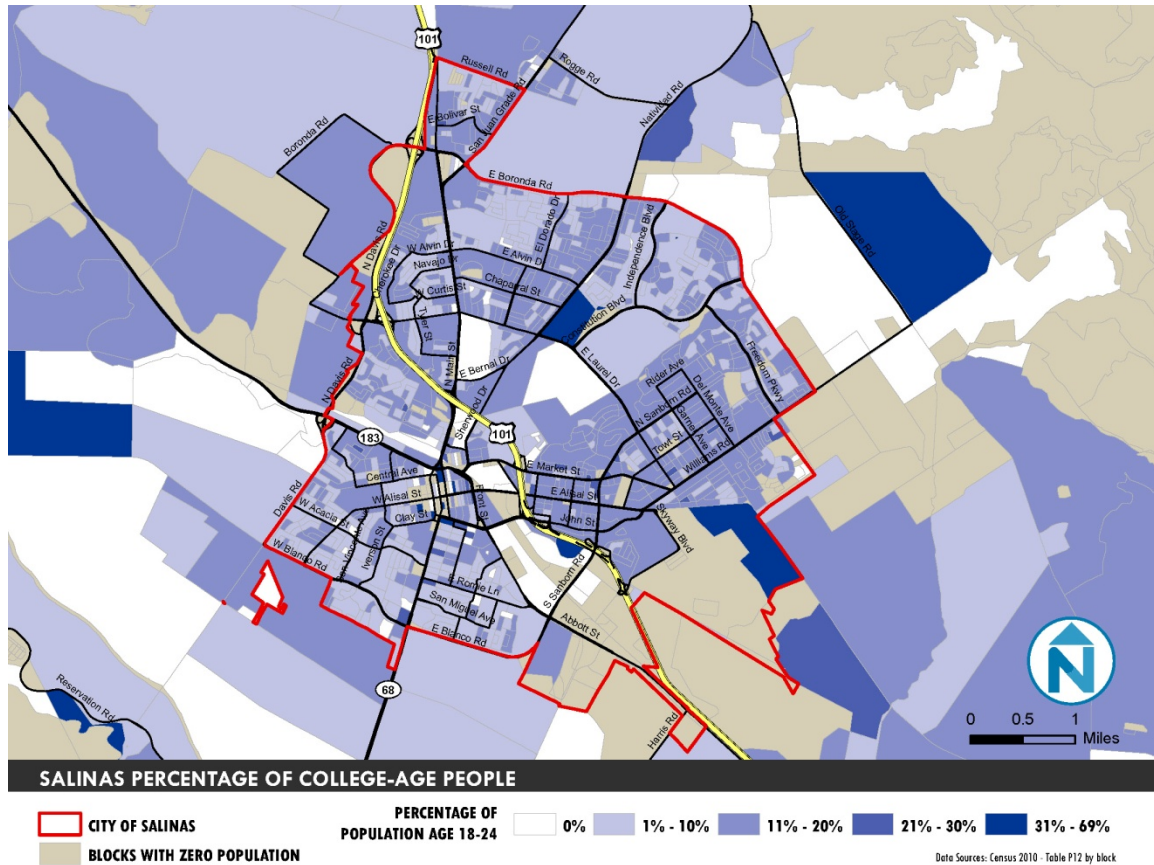 101
Russell Rd
Rogge Rd
San Juan Grade Rd
Natividad Rd
E Bolivar St
Boronda Rd
E Boronda Rd
Old Stage Rd
N Davis Rd
Cherokee Dr
W Alvin Dr
El Dorado Dr
E Alvin Dr
Independence Blvd
Navajo Dr
W Curtis St
Chaparral St
Tyler St
Constitution Blvd
N Main St
E Bernal Dr
E Laurel Dr
Freedom Pkwy
Rider Ave
Del Monte Ave
N Davis Rd
Sherwood Dr
N Sanborn Rd
Garner Ave
183
101
Towt St
Williams Rd
Central Ave
E Market St
W Alisal St
Front St
E Alisal St
Davis Rd
W Acacia St
Clay St
John St
Skyway Blvd
Iverson St
W Blanco Rd
E Romie Ln
S Sanborn Rd
San Miguel Ave
Abbott St
E Blanco Rd
Reservation Rd
68
Harris Rd
N
0 0.5 1
Miles
SALINAS PERCENTAGE OF COLLEGE-AGE PEOPLE
CITY OF SALINAS
BLOCKS WITH ZERO POPULATION
PERCENTAGE OF
POPULATION AGE 18-24
0%
1% - 10%
11% - 20%
21% - 30%
31% - 69%
Data Sources: Census 2010 - Table P12 by block